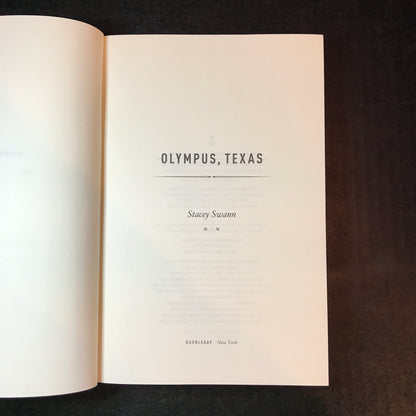 OLYMPUS, TEXAS
Stacey Swann
DOUBLEDAY New York